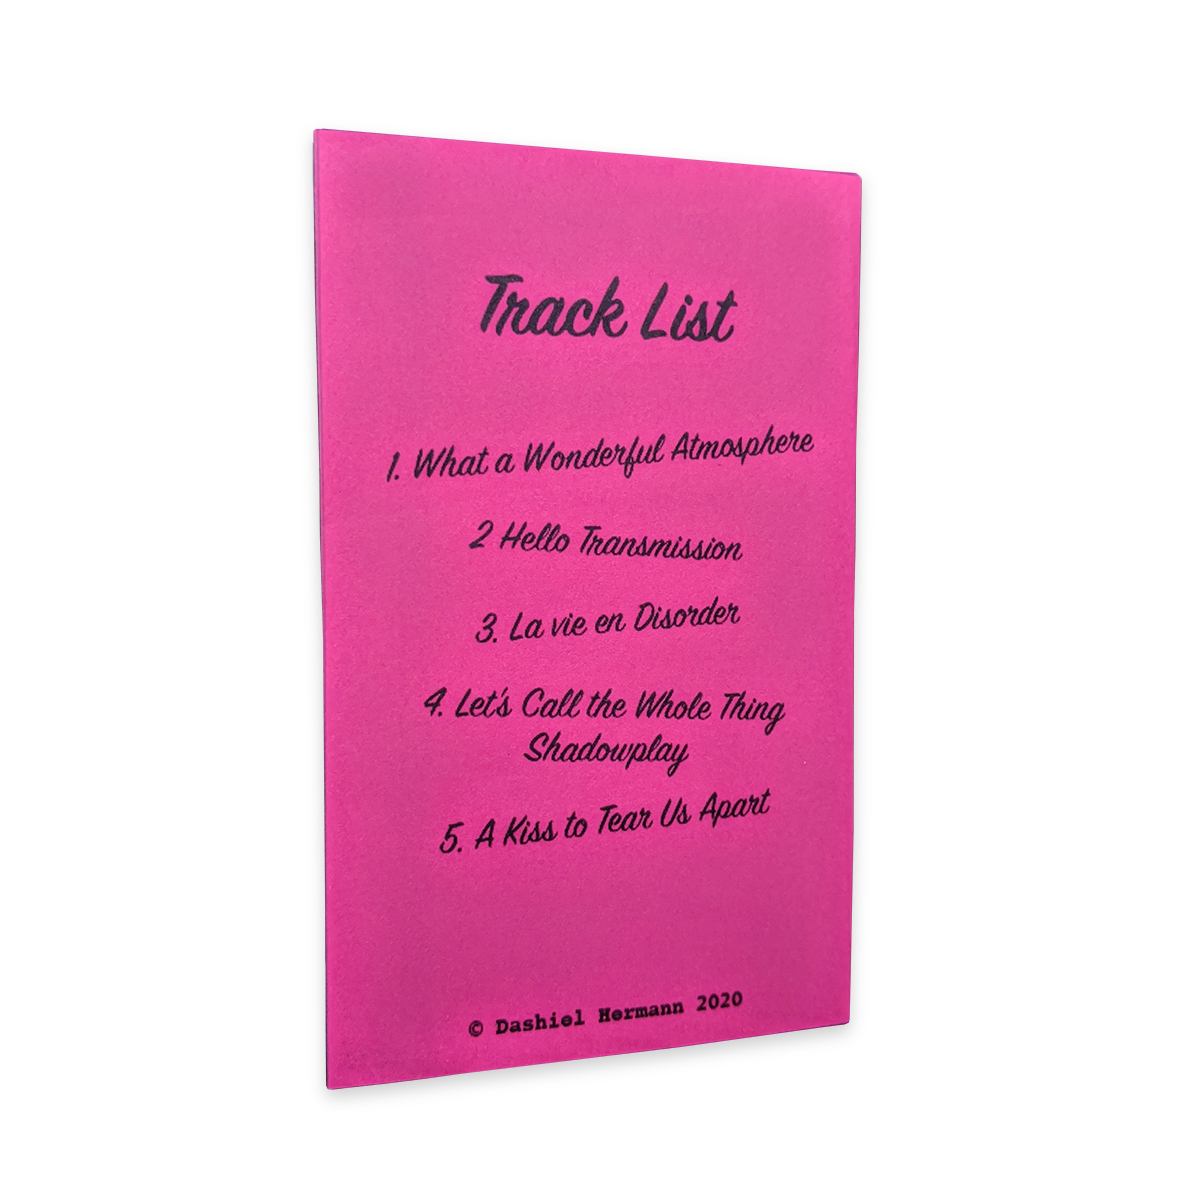 Track List
1. What a Wonderful Atmosphere
2 Hello Transmission
3. La vie en Disorder
4. Let's Call the Whole Thing
Shadowplay
5. A Kiss to Tear Us Apart
© Dashiel Hermann 2020